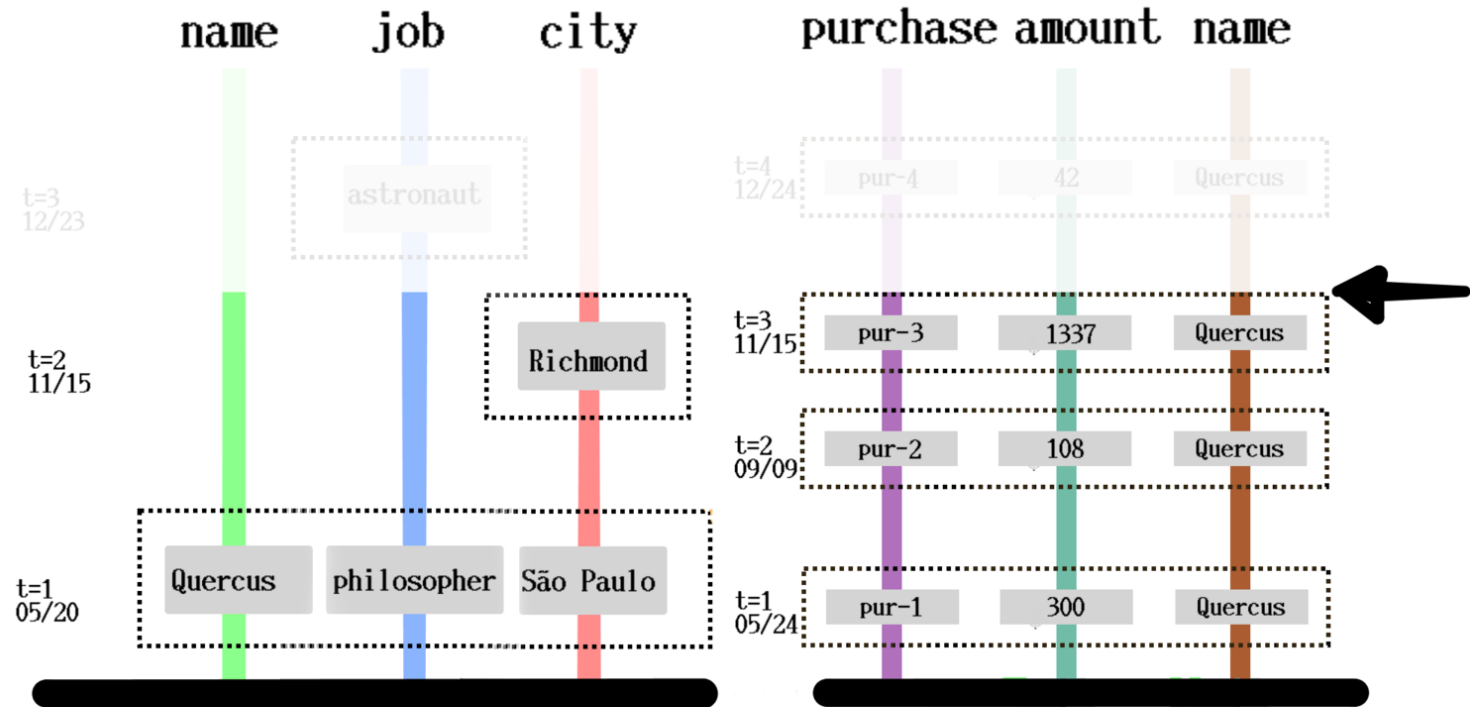 name job city
astronaut
t=3
12/23
Richmond
t=2
11/15
Quercus philosopher São Paulo
t=1
05/20
purchase amount name
t=4
12/24
pur-4 42 Quercus
t=3
11/15
pur-3 1337 Quercus
t=2
09/09
pur-2 108 Quercus
t=1
05/24
pur-1 300 Quercus